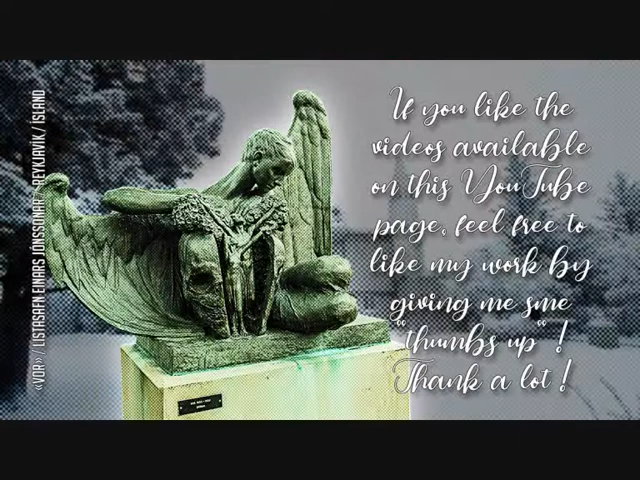 «VOR» / LISTASAFN EINARS JÓNSSONAR - REYKJAVÍK / ÍSLAND
If you like the
videos available
on this YouTube
page, feel free to
like my work by
giving me sme
"thumbs up" !
Thank a lot !